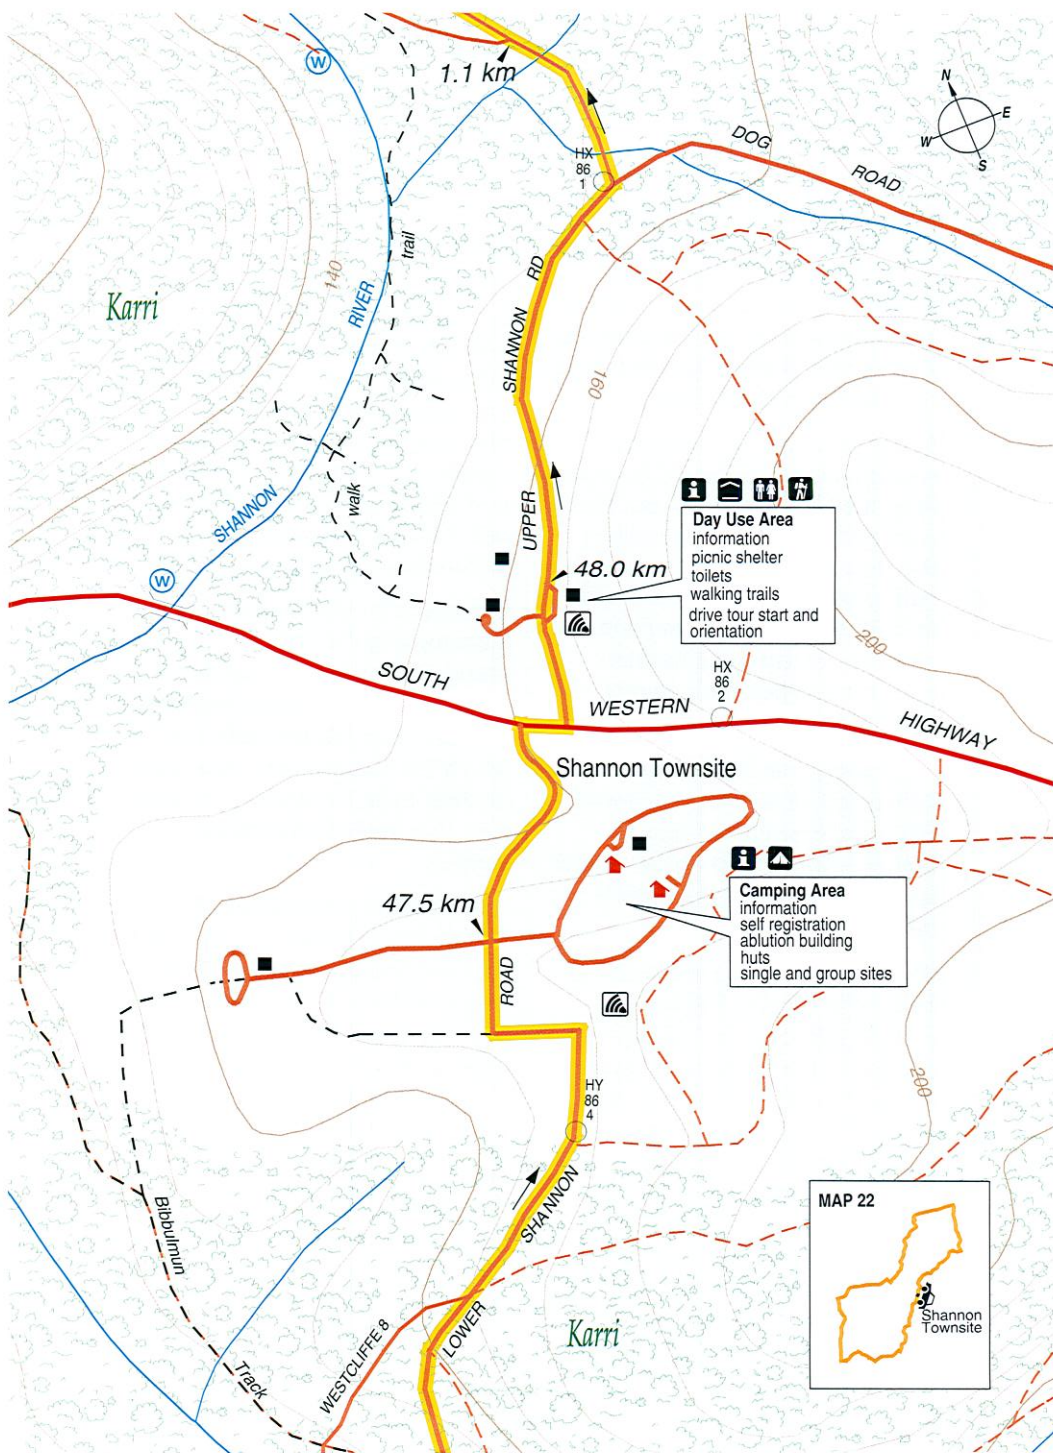 1.1 km
N
E
W
S
W
DOG
ROAD
HX
86
1
trail
140
Karri
RIVER
RD
SHANNON
160
walk
SHANNON
UPPER
W
i
Day Use Area
information
picnic shelter
toilets
walking trails
drive tour start and
orientation
48.0 km
200
HX
86
2
SOUTH
WESTERN
HIGHWAY
Shannon Townsite
i
Camping Area
information
self registration
ablution building
huts
single and group sites
47.5 km
ROAD
200
HY
86
4
SHANNON
Bibbulmun
MAP 22
Shannon
Townsite
LOWER
Karri
WESTCLIFFE 8
Track